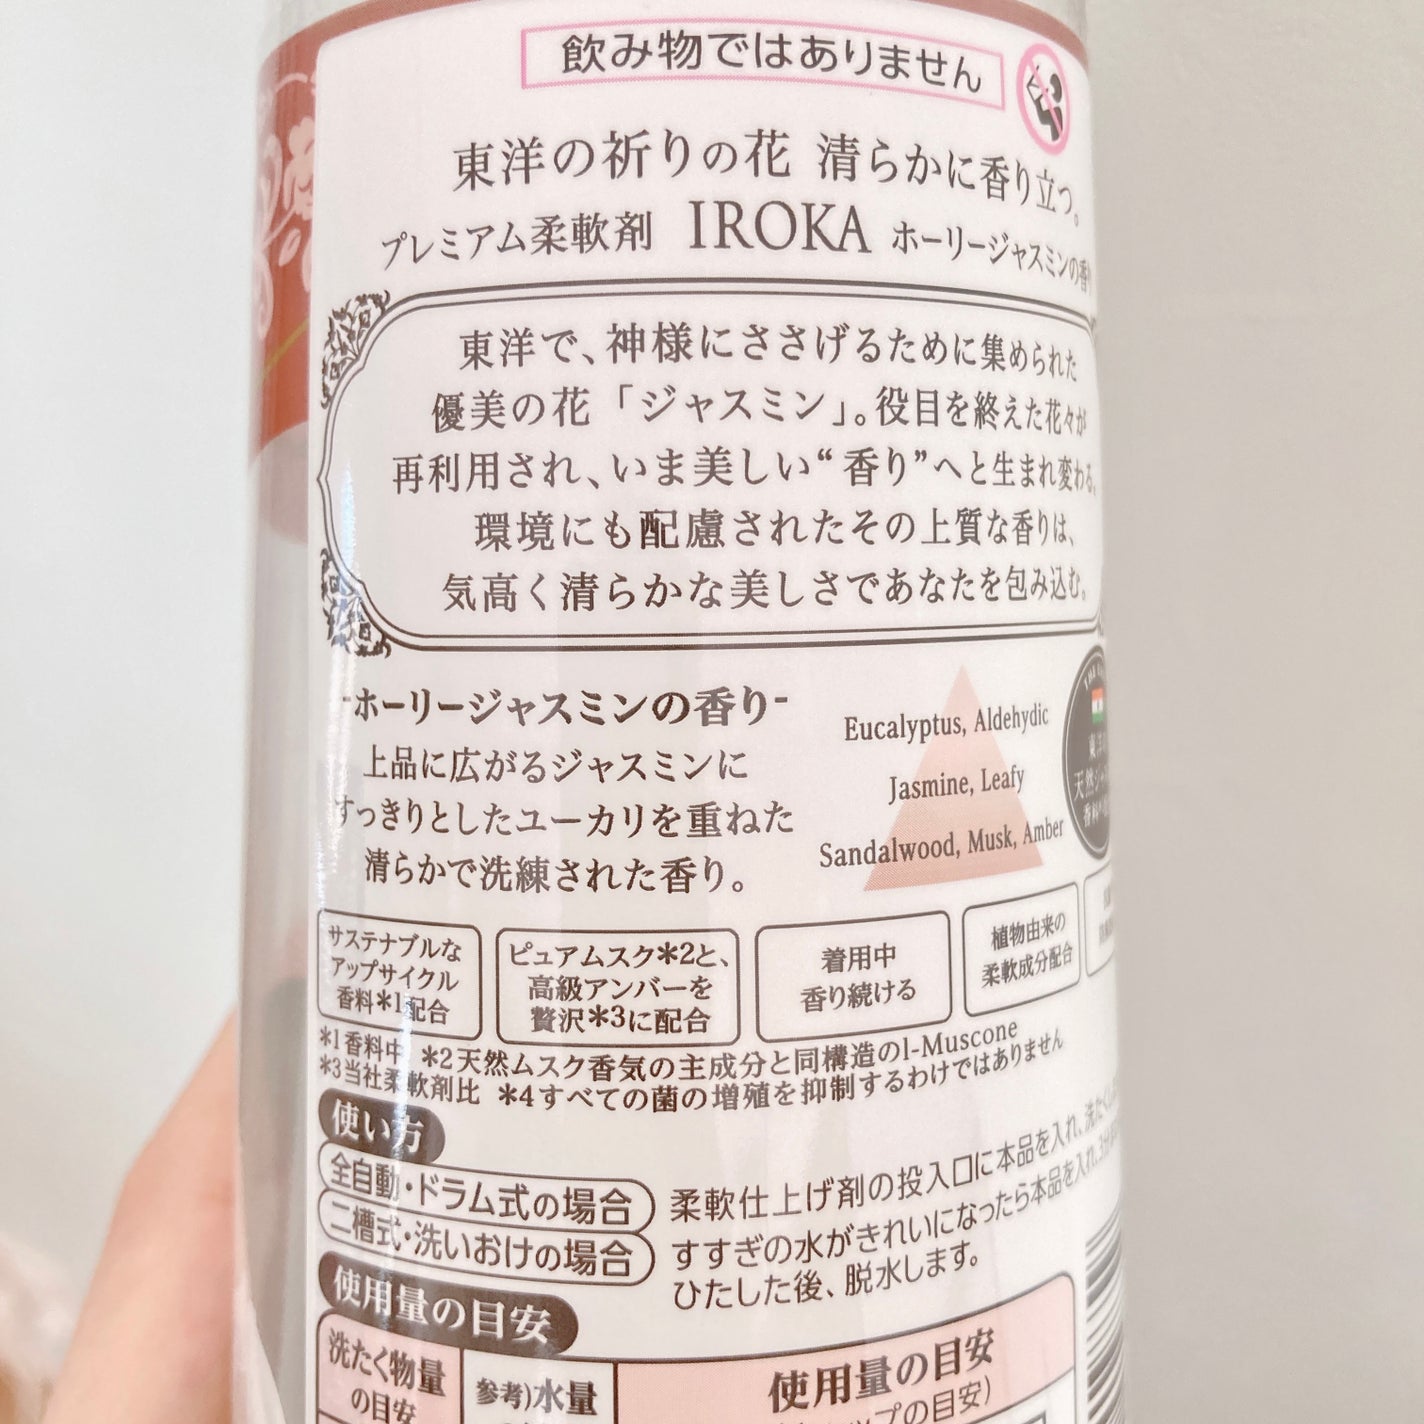 飲み物ではありません
東洋の祈りの花 清らかに香り立つ。
プレミアム柔軟剤 IROKA ホーリージャスミンの香り
東洋で、神様にささげるために集められた
優美の花「ジャスミン」。役目を終えた花々が
再利用され、いま美しい“香り”へと生まれ変わる。
環境にも配慮されたその上質な香りは、
気高く清らかな美しさであなたを包み込む。
-ホーリージャスミンの香り-
上品に広がるジャスミンに
すっきりとしたユーカリを重ねた
清らかで洗練された香り。
Eucalyptus, Aldehydic
Jasmine, Leafy
Sandalwood, Musk, Amber
サステナブルな
アップサイクル
香料*1配合
ピュアムスク*2と、
高級アンバーを
贅沢*3に配合
着用中
香り続ける
植物由来の
柔軟成分配合
*1香料中 *2天然ムスク香気の主成分と同構造のl-Muscone
*3当社柔軟剤比 *4すべての菌の増殖を抑制するわけではありません
使い方
全自動・ドラム式の場合
柔軟仕上げ剤の投入口に本品を入れ、洗たく
二槽式・洗いおけの場合
すすぎの水がきれいになったら本品を入れ、3分
ひたした後、脱水します。
使用量の目安
洗たく物量
の目安
参考)水量
使用量の目安
の目安)